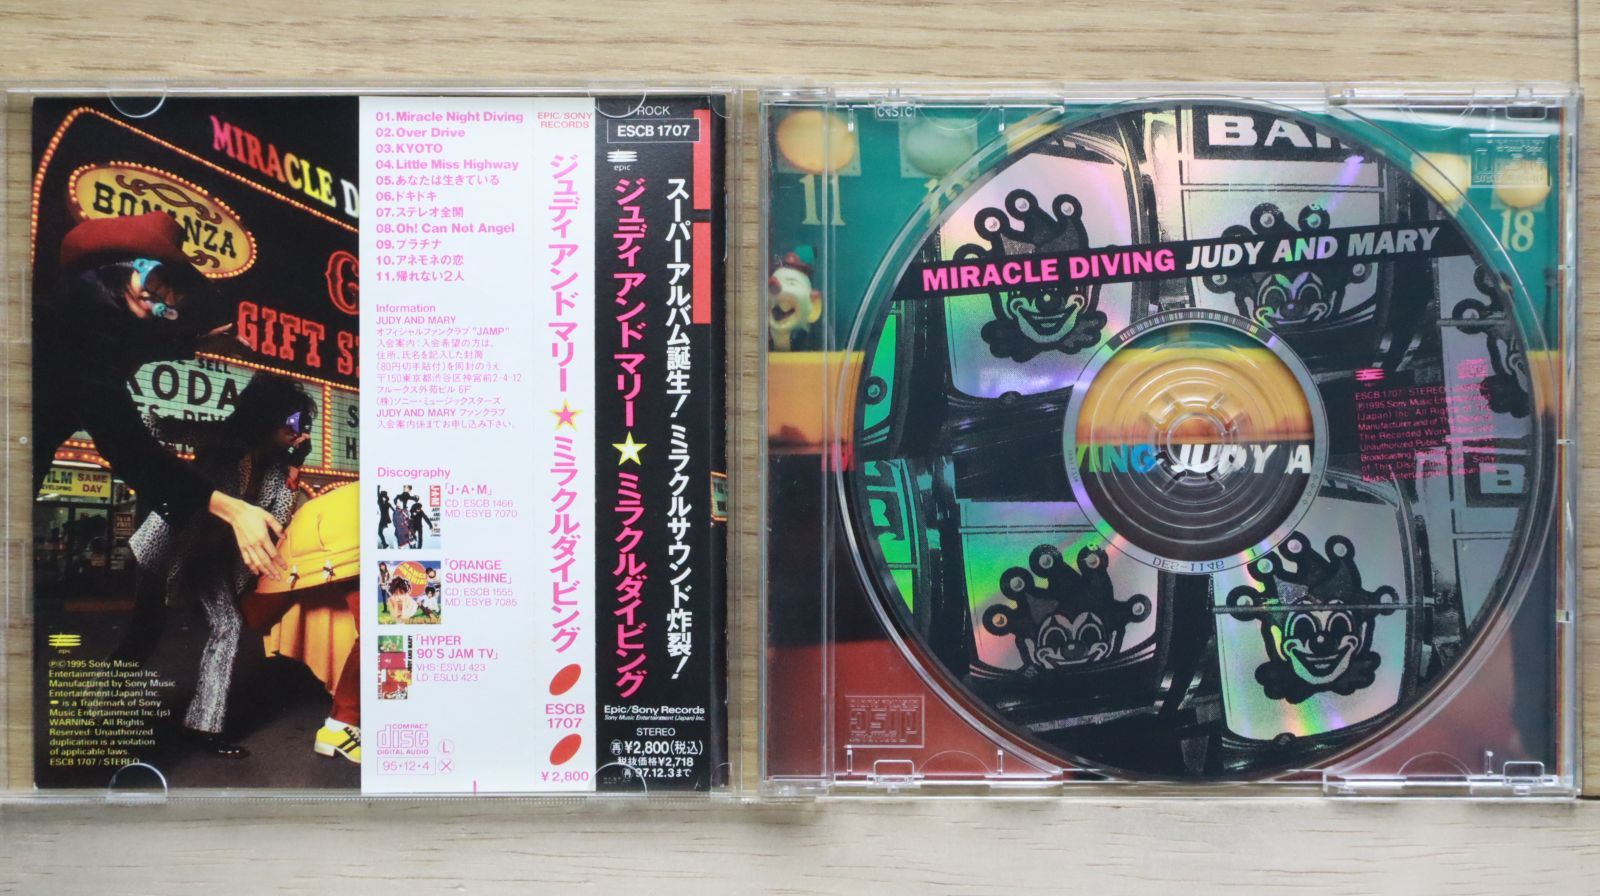 MIRACLE D
BONANZA
GIFT S
SELL
ODA
FILM SAME
DEVELOPING DAY
epic
℗©1995 Sony Music
Entertainment(Japan) Inc.
Manufactured by Sony Music
Entertainment(Japan) Inc.
is a Trademark of Sony
Music Entertainment Inc.(js)
WARNING: All Rights
Reserved. Unauthorized
duplication is a violation
of applicable laws.
ESCB 1707 / STEREO
01.Miracle Night Diving
02.Over Drive
03.KYOTO
04.Little Miss Highway
05.あなたは生きている
06.ドキドキ
07.ステレオ全開
08.Oh! Can Not Angel
09.プラチナ
10.アネモネの恋
11.帰れない2人
Information
JUDY AND MARY
オフィシャルファンクラブ "JAMP"
入会案内:入会希望の方は、
住所、氏名を記入した封筒
(80円切手貼付)を同封のうえ
〒150東京都渋谷区神宮前2-4-12
フルークス外苑ビル 6F
(株)ソニー・ミュージックスターズ
JUDY AND MARY ファンクラブ
入会案内係までお申し込み下さい。
Discography
「J・A・M」
CD:ESCB 1466
MD:ESYB 7070
「ORANGE
SUNSHINE」
CD:ESCB 1555
MD:ESYB 7085
「HYPER
90'S JAM TV」
VHS:ESVU 423
LD:ESLU 423
COMPACT
disc
DIGITAL AUDIO
95・12・4
Ⓛ
Ⓧ
EPIC/SONY
RECORDS
ジュディ アンド マリー★ミラクルダイビング
ESCB
1707
¥2,800
J-ROCK
ESCB 1707
epic
スーパーアルバム誕生!ミラクルサウンド炸裂!
ジュディ アンド マリー★ミラクルダイビング
Epic/Sony Records
Sony Music Entertainment (Japan) Inc.
STEREO
再¥2,800(税込)
税抜価格¥2,718
再97.12.3まで
11
18
BAR
MIRACLE DIVING JUDY AND MARY
ESCB 1707 STEREO
VING JUDY A